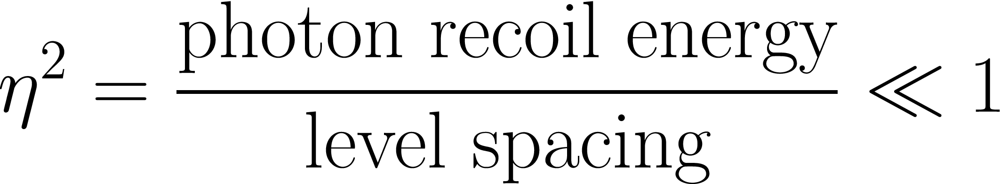 η² = photon recoil energy / level spacing ≪ 1